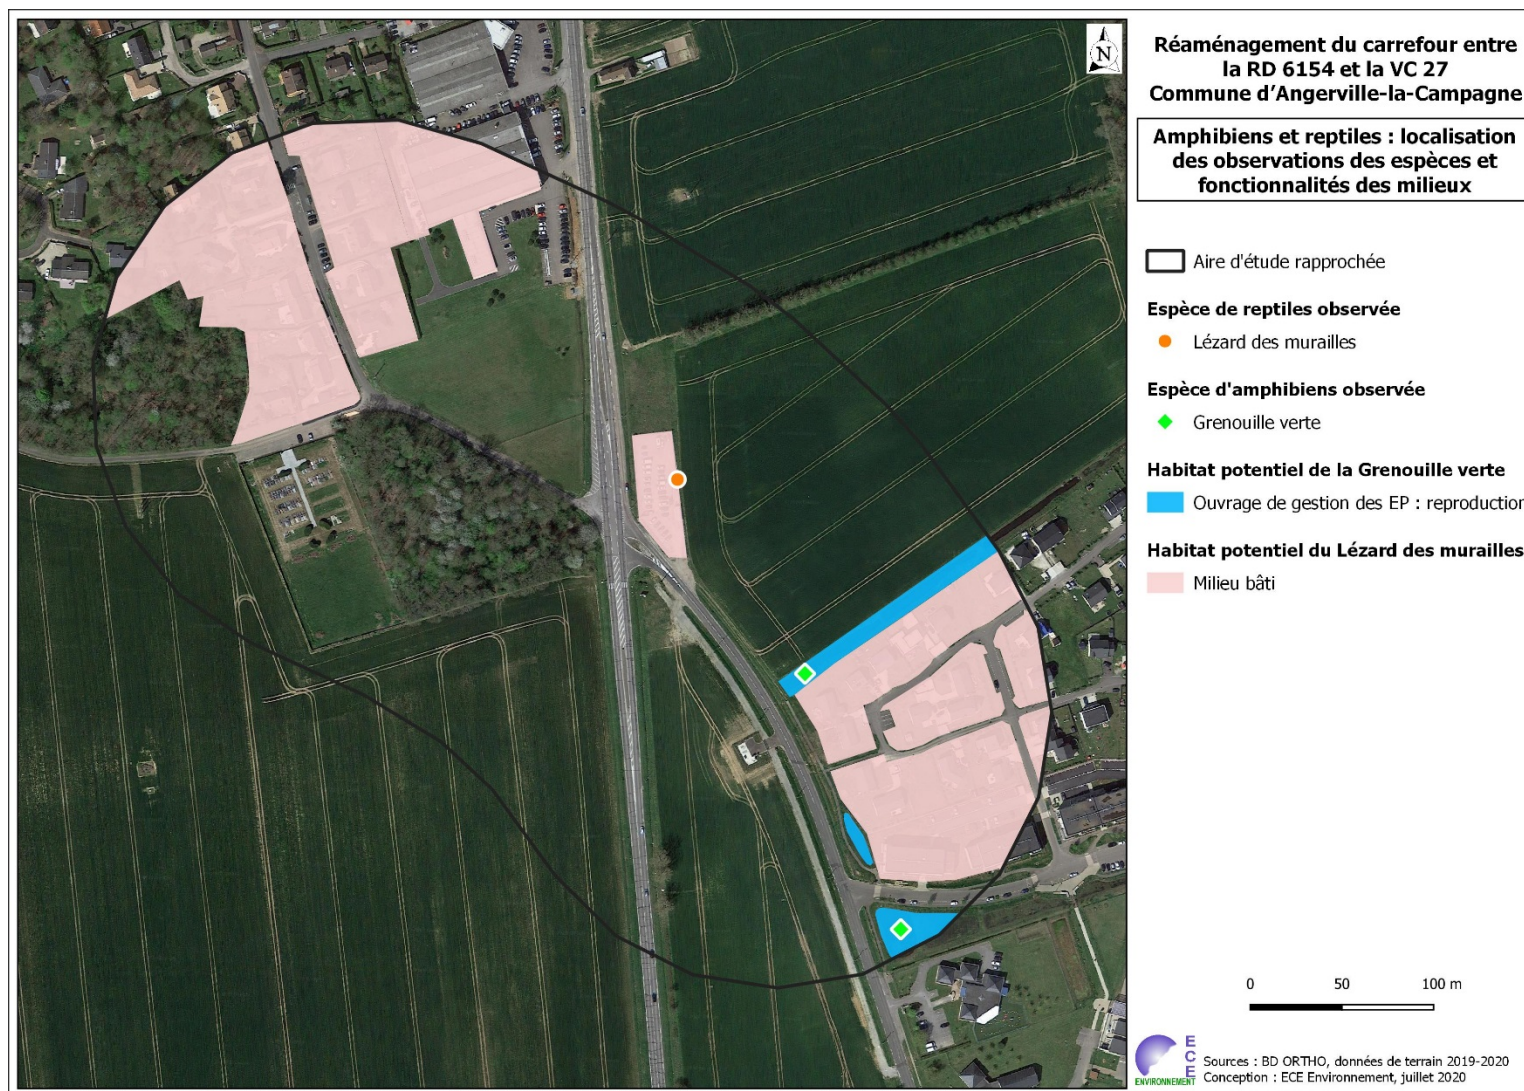 N
Réaménagement du carrefour entre
la RD 6154 et la VC 27
Commune d'Angerville-la-Campagne
Amphibiens et reptiles : localisation
des observations des espèces et
fonctionnalités des milieux
Aire d'étude rapprochée
Espèce de reptiles observée
Lézard des murailles
Espèce d'amphibiens observée
Grenouille verte
Habitat potentiel de la Grenouille verte
Ouvrage de gestion des EP : reproduction
Habitat potentiel du Lézard des murailles
Milieu bâti
0 50 100 m
ECE
ENVIRONNEMENT
Sources : BD ORTHO, données de terrain 2019-2020
Conception : ECE Environnement, juillet 2020